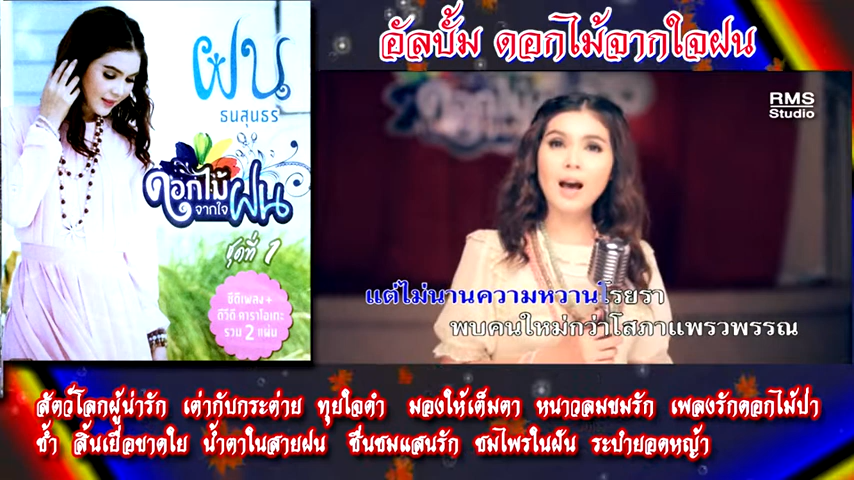 อัลบั้ม ดอกไม้จากใจฝน
ฝน
ธนสุนธร
ดอกไม้
จากใจฝน
ชุดที่ 1
ซีดีเพลง +
ดีวีดี คาราโอเกะ
รวม 2 แผ่น
RMS
Studio
แต่ไม่นานความหวานโรยรา
พบคนใหม่กว่าโสภาแพรวพรรณ
สัตว์โลกผู้น่ารัก เต่ากับกระต่าย ทุยใจดำ มองให้เต็มตา หนาวลมชมรัก เพลงรักดอกไม้ป่า
ช้ำ สิ้นเยื่อขาดใย น้ำตาในสายฝน ชื่นชมแสนรัก ชมไพรในฝัน ระบำยอดหญ้า